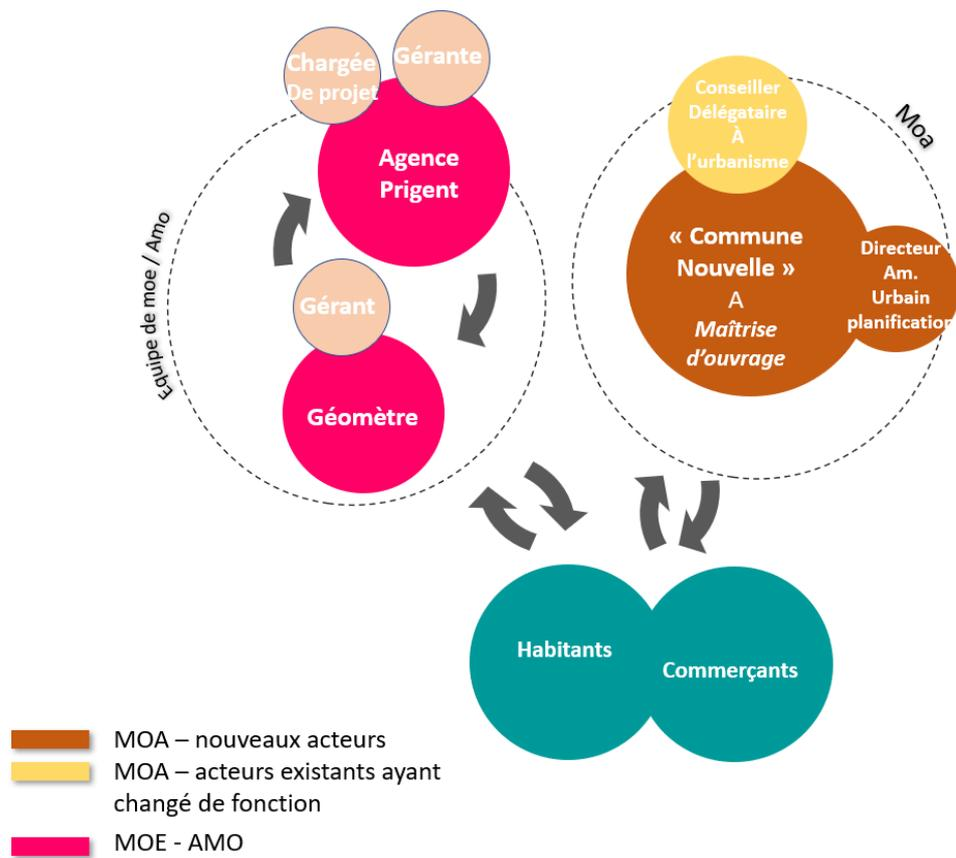 Chargée
De projet
Gérante
Agence
Prigent
Equipe de moe / Amo
Gérant
Géomètre
Conseiller
Délégataire
À
l’urbanisme
Moa
« Commune
Nouvelle »
A
Maîtrise
d’ouvrage
Directeur
Am.
Urbain
planification
Habitants
Commerçants
MOA – nouveaux acteurs
MOA – acteurs existants ayant
changé de fonction
MOE - AMO